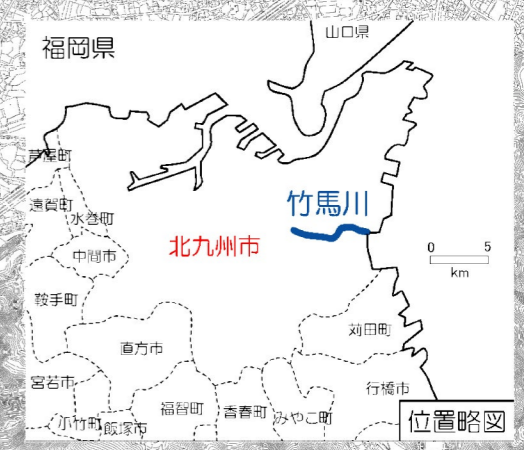 山口県
福岡県
芦屋町
竹馬川
遠賀町
水巻町
北九州市
中間市
0 5
km
鞍手町
苅田町
直方市
宮若市
行橋市
福智町
香春町
みやこ町
小竹町
飯塚市
位置略図